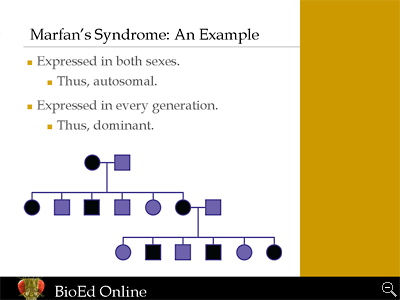 Marfan's Syndrome: An Example
Expressed in both sexes.
Thus, autosomal.
Expressed in every generation.
Thus, dominant.
BioEd Online